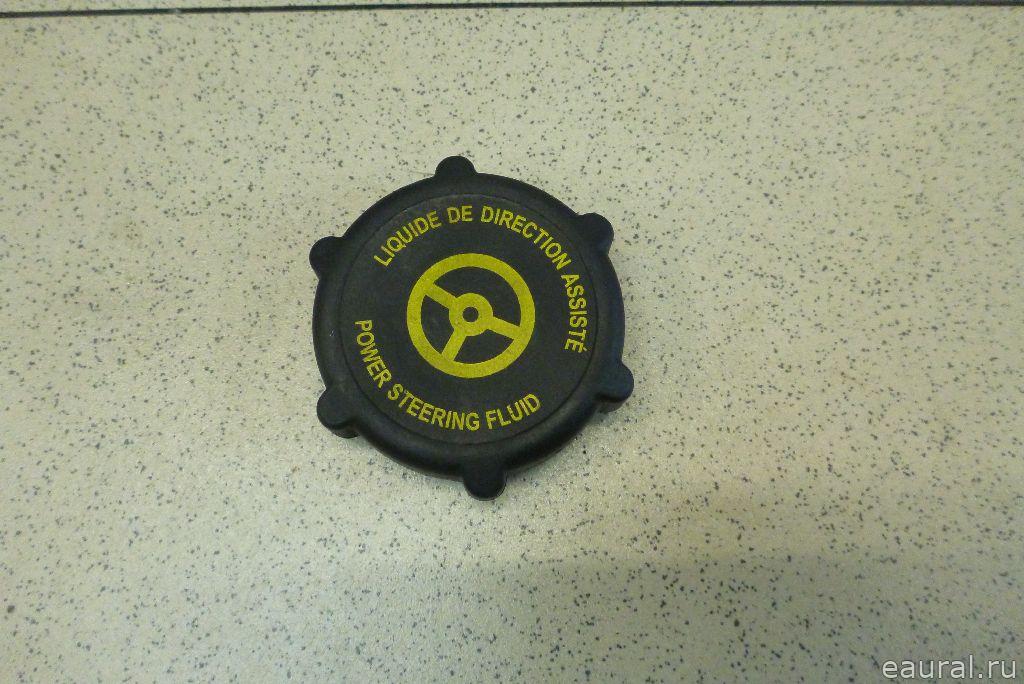 LIQUIDE DE DIRECTION ASSISTÉ
POWER STEERING FLUID
eaural.ru